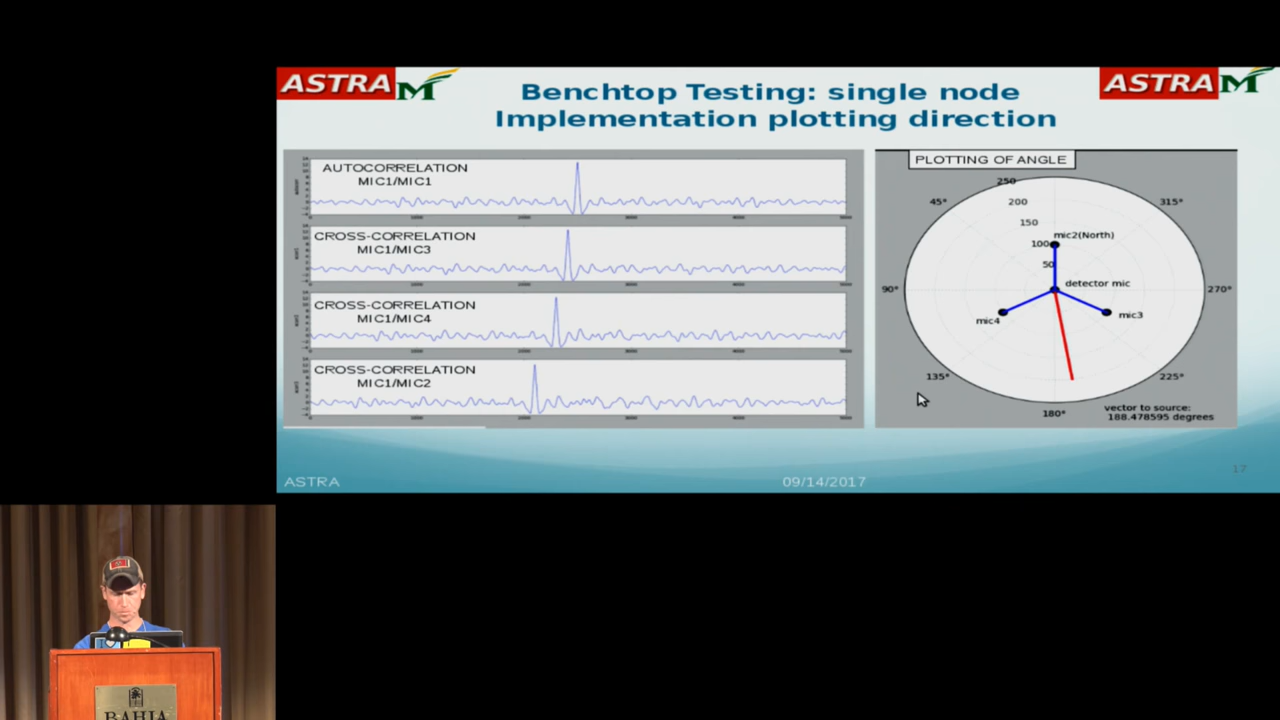 ASTRA M
ASTRA M
Benchtop Testing: single node
Implementation plotting direction
AUTOCORRELATION
MIC1/MIC1
CROSS-CORRELATION
MIC1/MIC3
CROSS-CORRELATION
MIC1/MIC4
CROSS-CORRELATION
MIC1/MIC2
PLOTTING OF ANGLE
250
45°
200
315°
150
mic2(North)
100
50
90°
detector mic
270°
mic4
mic3
135°
225°
180°
vector to source:
188.478595 degrees
17
ASTRA
09/14/2017
BAHIA